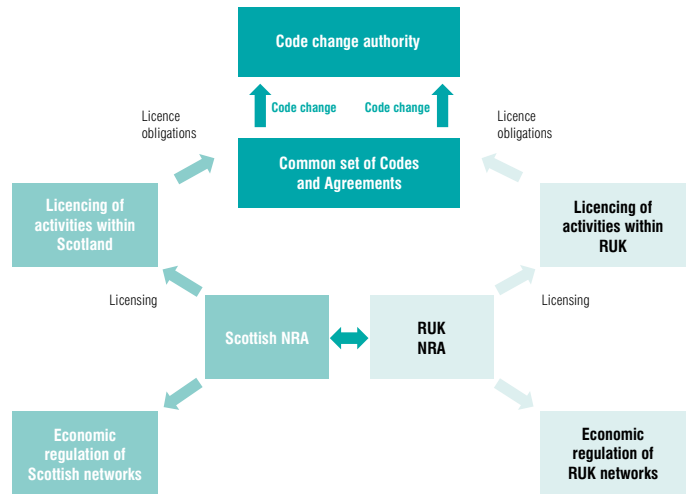 Code change authority
Code change
Code change
Licence
obligations
Licence
obligations
Common set of Codes
and Agreements
Licencing of
activities within
Scotland
Licencing of
activities within
RUK
Licensing
Licensing
Scottish NRA
RUK
NRA
Economic
regulation of
Scottish networks
Economic
regulation of
RUK networks